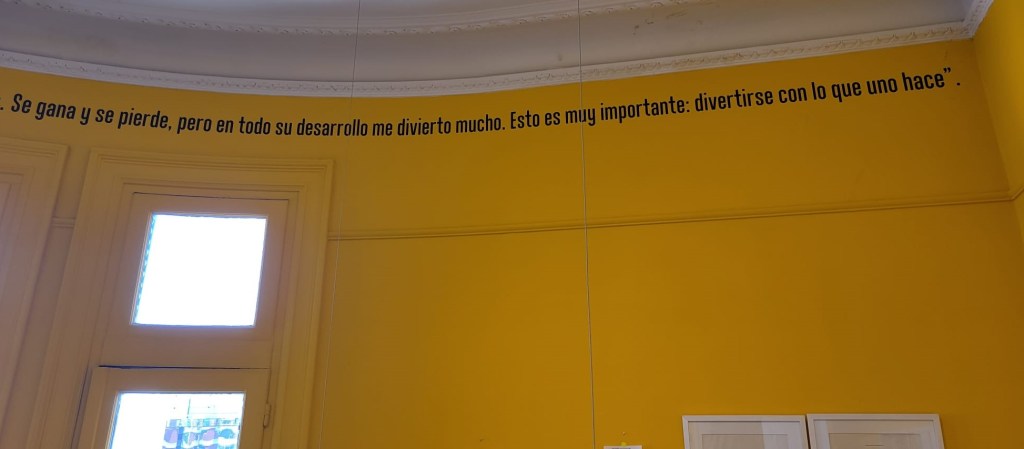 . Se gana y se pierde, pero en todo su desarrollo me divierto mucho. Esto es muy importante: divertirse con lo que uno hace”.